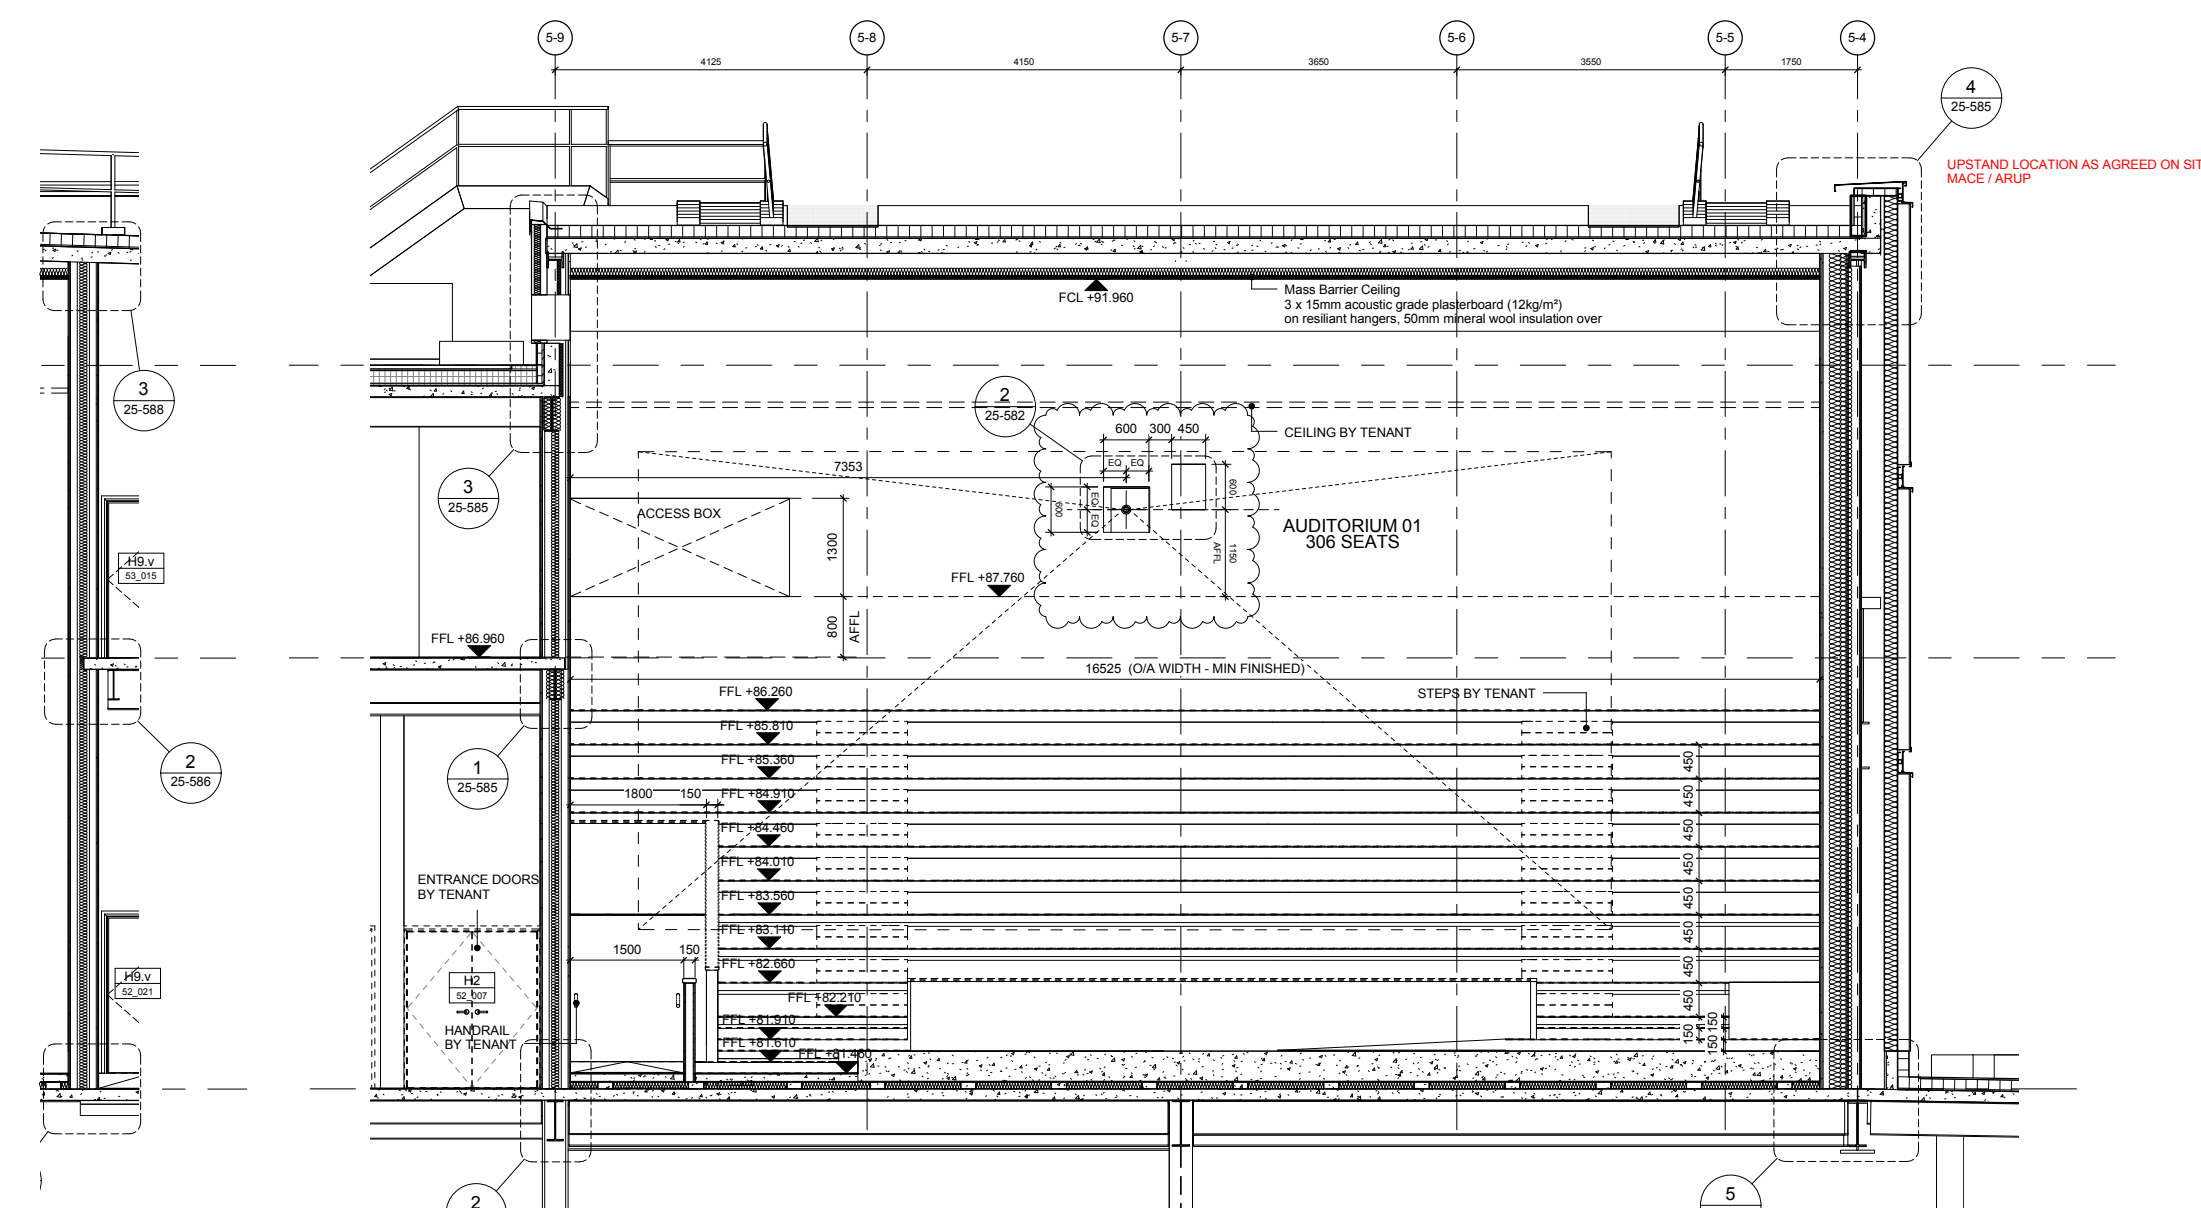 5-9
5-8
5-7
5-6
5-5
5-4
4125
4150
3650
3550
1750
4
25-585
UPSTAND LOCATION AS AGREED ON SIT
MACE / ARUP
FCL +91.960
Mass Barrier Ceiling
3 x 15mm acoustic grade plasterboard (12kg/m²)
on resiliant hangers, 50mm mineral wool insulation over
3
25-588
2
25-582
600
300
450
CEILING BY TENANT
7353
EQ
EQ
3
25-585
ACCESS BOX
600
EQ
EQ
600
AUDITORIUM 01
306 SEATS
1300
1150
AFFL
H9.v
53_015
FFL +87.760
800
AFFL
FFL +86.960
16525 (O/A WIDTH - MIN FINISHED)
FFL +86.260
STEPS BY TENANT
FFL +85.810
2
25-586
1
25-585
FFL +85.360
450
1800
150
FFL +84.910
450
FFL +84.460
450
FFL +84.010
450
ENTRANCE DOORS
BY TENANT
FFL +83.560
450
FFL +83.110
450
1500
150
FFL +82.660
450
H9.v
52_021
H2
52_007
FFL +82.210
450
HANDRAIL
BY TENANT
FFL +81.910
150
150
FFL +81.610
150
FFL +81.460
2
5